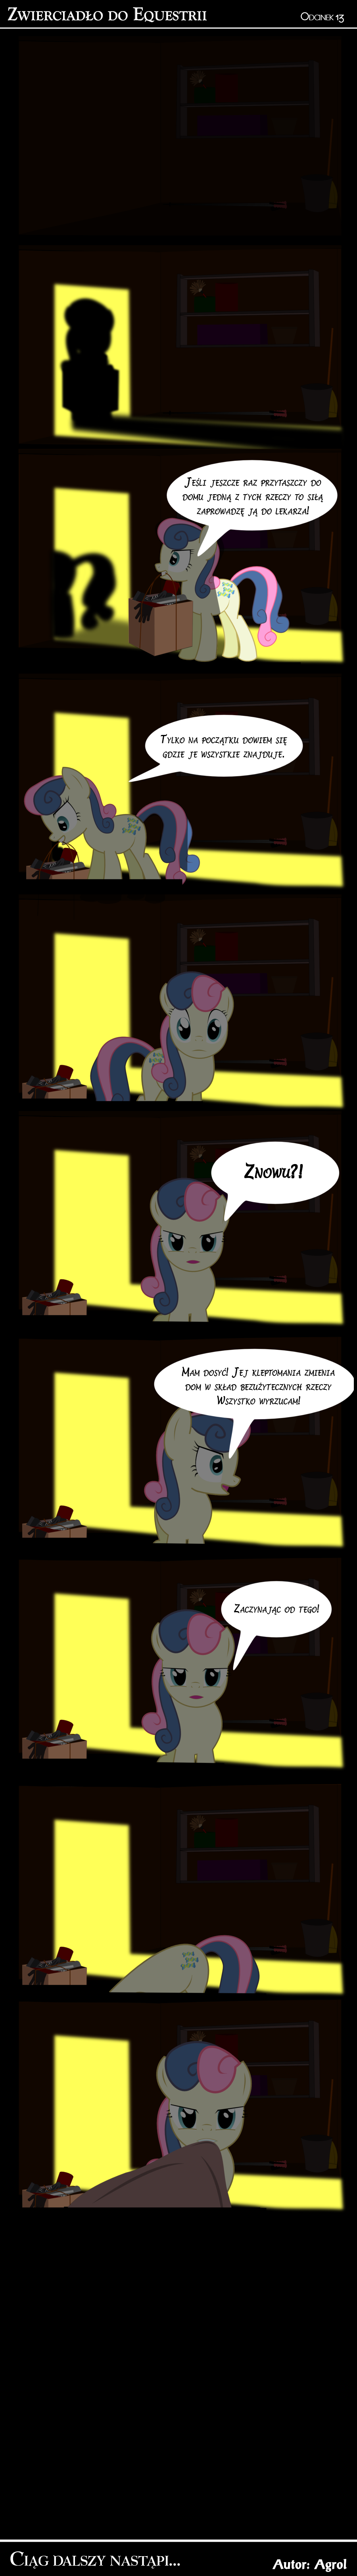 Zwierciadło do Equestrii
Odcinek 13
Jeśli jeszcze raz przytaszczy do
domu jedną z tych rzeczy to siłą
zaprowadzę ją do lekarza!
Tylko na początku dowiem się
gdzie je wszystkie znajduje.
Znowu?!
Mam dosyć! Jej kleptomania zmienia
dom w skład bezużytecznych rzeczy
Wszystko wyrzucam!
Zaczynając od tego!
Ciąg dalszy nastąpi...
Autor: Agrol